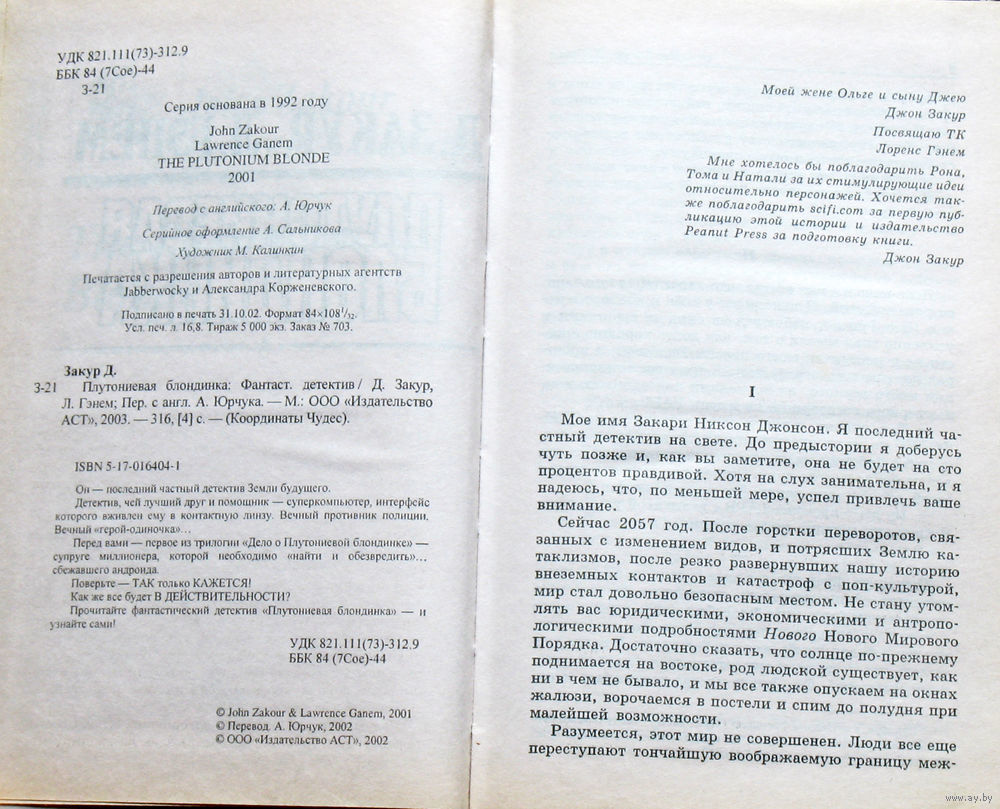 УДК 821.111(73)-312.9
ББК 84 (7Сое)-44
З-21
Серия основана в 1992 году
John Zakour
Lawrence Ganem
THE PLUTONIUM BLONDE
2001
Перевод с английского: А. Юрчук
Серийное оформление А. Сальникова
Художник М. Калинкин
Печатается с разрешения авторов и литературных агентств
Jabberwocky и Александра Корженевского.
Подписано в печать 31.10.02. Формат 84×108 1/32.
Усл. печ. л. 16,8. Тираж 5 000 экз. Заказ № 703.
Закур Д.
З-21 Плутониевая блондинка: Фантаст. детектив / Д. Закур,
Л. Гэнем; Пер. с англ. А. Юрчука. — М.: ООО «Издательство
АСТ», 2003. — 316, [4] с. — (Координаты Чудес).
ISBN 5-17-016404-1
Он — последний частный детектив Земли будущего.
Детектив, чей лучший друг и помощник — суперкомпьютер, интерфейс
которого вживлен ему в контактную линзу. Вечный противник полиции.
Вечный «герой-одиночка»...
Перед вами — первое из трилогии «Дело о Плутониевой блондинке» —
супруге миллионера, которой необходимо «найти и обезвредить»...
сбежавшего андроида.
Поверьте — ТАК только КАЖЕТСЯ!
Как же все будет В ДЕЙСТВИТЕЛЬНОСТИ?
Прочитайте фантастический детектив «Плутониевая блондинка» — и
узнайте сами!
УДК 821.111(73)-312.9
ББК 84 (7Сое)-44
© John Zakour & Lawrence Ganem, 2001
© Перевод. А. Юрчук, 2002
© ООО «Издательство АСТ», 2002
Моей жене Ольге и сыну Джею
Джон Закур
Посвящаю ТК
Лоренс Гэнем
Мне хотелось бы поблагодарить Рона,
Тома и Натали за их стимулирующие идеи
относительно персонажей. Хочется так-
же поблагодарить scifi.com за первую пуб-
ликацию этой истории и издательство
Peanut Press за подготовку книги.
Джон Закур
I
Мое имя Закари Никсон Джонсон. Я последний ча-
стный детектив на свете. До предыстории я доберусь
чуть позже и, как вы заметите, она не будет на сто
процентов правдивой. Хотя на слух занимательна, и я
надеюсь, что, по меньшей мере, успел привлечь ваше
внимание.
Сейчас 2057 год. После горстки переворотов, свя-
занных с изменением видов, и потрясших Землю ка-
таклизмов, после резко развернувших нашу историю
внеземных контактов и катастроф с поп-культурой,
мир стал довольно безопасным местом. Не стану утом-
лять вас юридическими, экономическими и антропо-
логическими подробностями Нового Нового Мирового
Порядка. Достаточно сказать, что солнце по-прежнему
поднимается на востоке, род людской существует, как
ни в чем не бывало, и мы все также опускаем на окнах
жалюзи, ворочаемся в постели и спим до полудня при
малейшей возможности.
Разумеется, этот мир не совершенен. Люди все еще
переступают тончайшую воображаемую границу меж-
www.ay.by